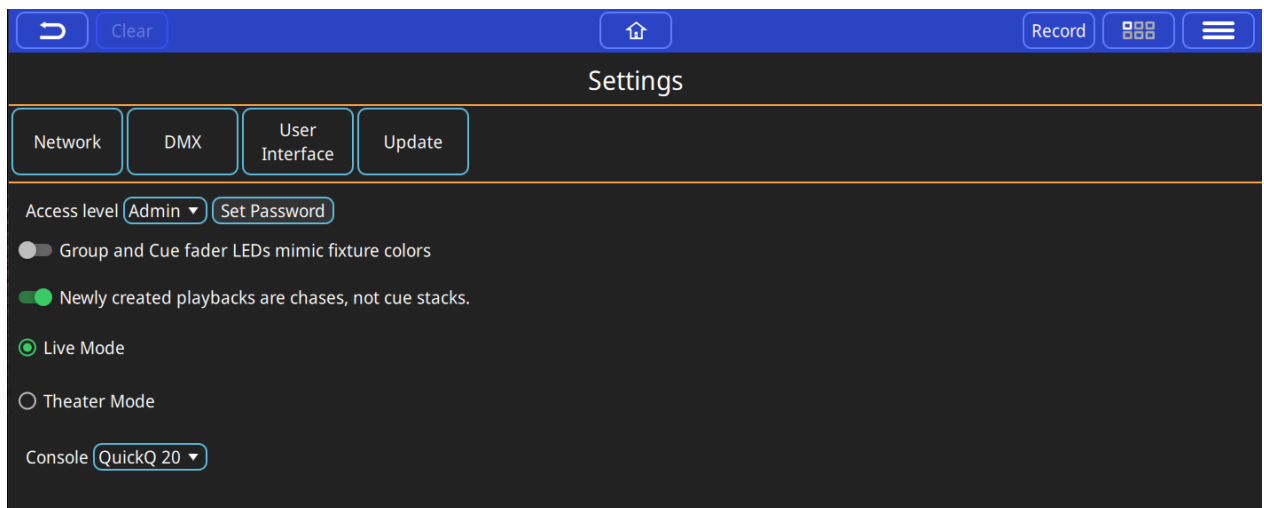 Clear
Record
Settings
Network
DMX
User
Interface
Update
Access level Admin Set Password
Group and Cue fader LEDs mimic fixture colors
Newly created playbacks are chases, not cue stacks.
Live Mode
Theater Mode
Console QuickQ 20